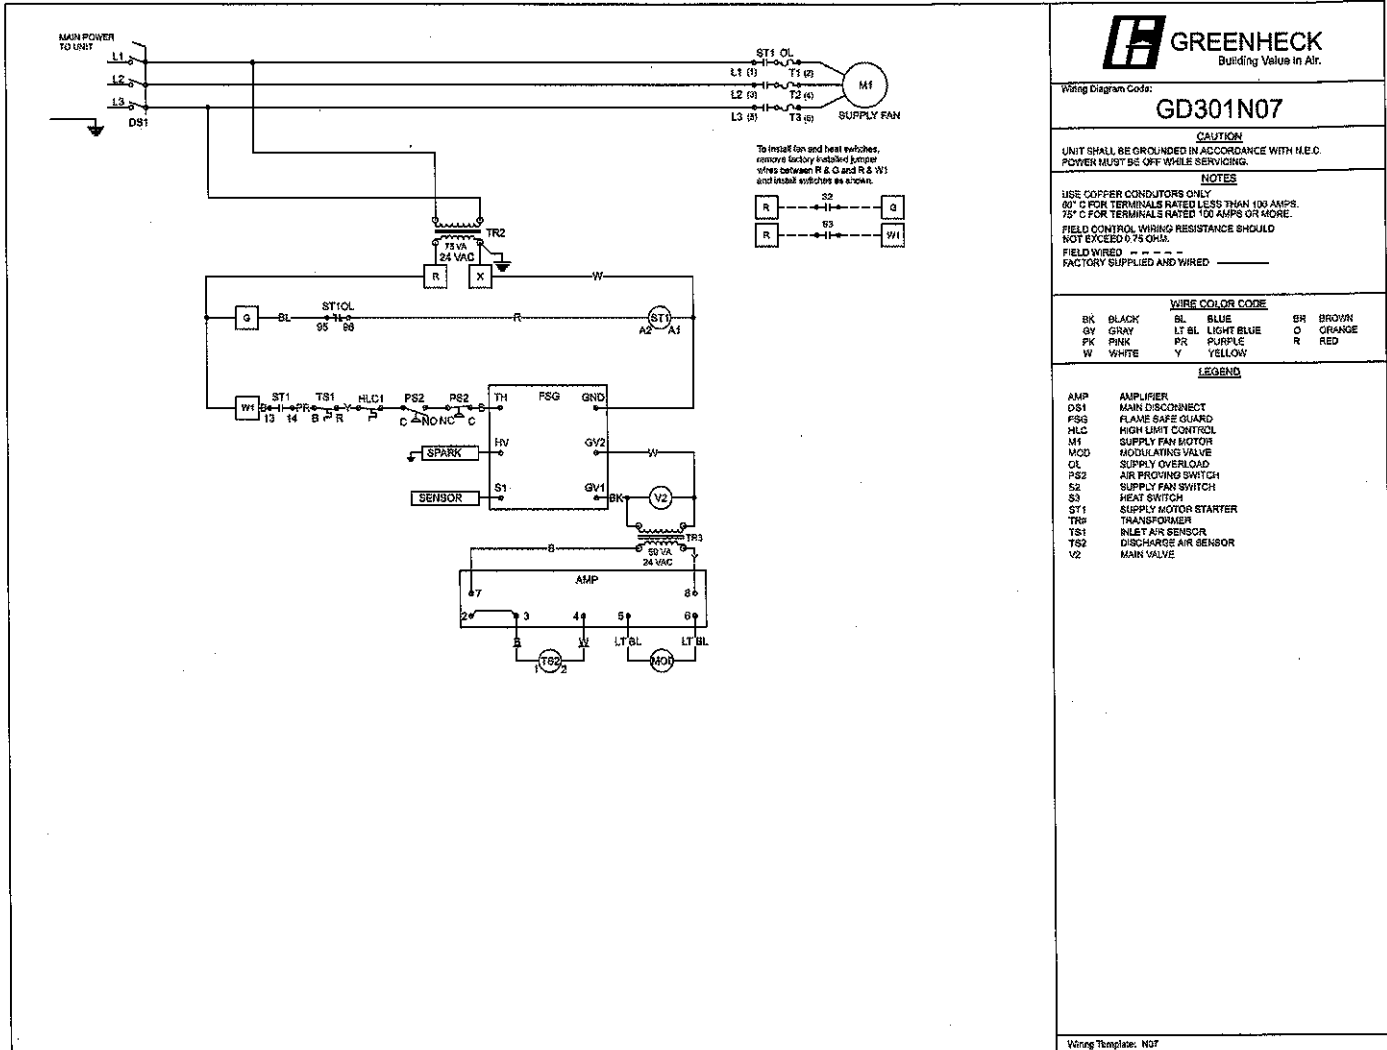 MAIN POWER
TO UNIT
L1
L2
L3
DS1
ST1 OL
L1 (1) T1 (2)
L2 (3) T2 (4)
L3 (5) T3 (6)
M1
SUPPLY FAN
To install fan and heat switches,
remove factory installed jumper
wires between R & G and R & W1
and install switches as shown.
R S2 G
R S3 W1
TR2
75 VA
24 VAC
R X
W
G BL ST1OL R ST1
95 96 A2 A1
W1 B ST1 PR TS1 Y HLC1 PS2 PS2 B TH FSG GND
13 14 B R C NO NC C
HV GV2
SPARK W
S1 GV1
SENSOR BK V2
TR3
B 50 VA Y
24 VAC
AMP
7 8
2 3 4 5 6
B W LT BL LT BL
1 TS2 2 MOD
GREENHECK
Building Value in Air.
Wiring Diagram Code:
GD301N07
CAUTION
UNIT SHALL BE GROUNDED IN ACCORDANCE WITH N.E.C.
POWER MUST BE OFF WHILE SERVICING.
NOTES
USE COPPER CONDUTORS ONLY
60° C FOR TERMINALS RATED LESS THAN 100 AMPS.
75° C FOR TERMINALS RATED 100 AMPS OR MORE.
FIELD CONTROL WIRING RESISTANCE SHOULD
NOT EXCEED 0.75 OHM.
FIELD WIRED
FACTORY SUPPLIED AND WIRED
WIRE COLOR CODE
BK BLACK BL BLUE BR BROWN
GY GRAY LT BL LIGHT BLUE O ORANGE
PK PINK PR PURPLE R RED
W WHITE Y YELLOW
LEGEND
AMP AMPLIFIER
DS1 MAIN DISCONNECT
FSG FLAME SAFE GUARD
HLC HIGH LIMIT CONTROL
M1 SUPPLY FAN MOTOR
MOD MODULATING VALVE
OL SUPPLY OVERLOAD
PS2 AIR PROVING SWITCH
S2 SUPPLY FAN SWITCH
S3 HEAT SWITCH
ST1 SUPPLY MOTOR STARTER
TR# TRANSFORMER
TS1 INLET AIR SENSOR
TS2 DISCHARGE AIR SENSOR
V2 MAIN VALVE
Wiring Template: N07